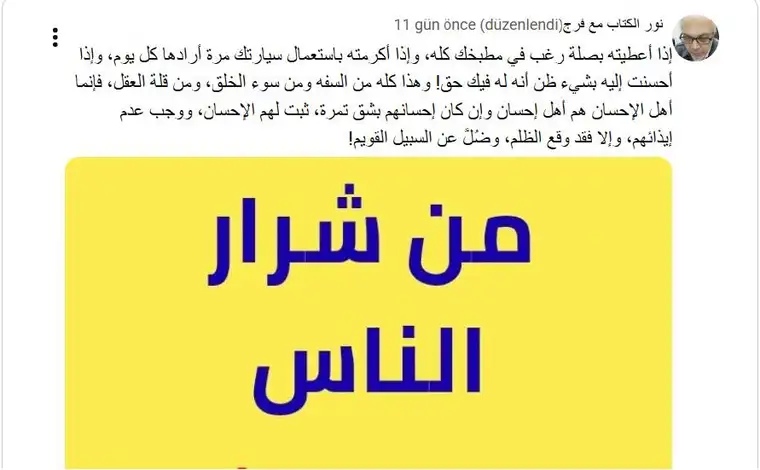 نور الكتاب مع فرج 11 gün önce (düzenlendi)
إذا أعطيته بصلة رغب في مطبخك كله، وإذا أكرمته باستعمال سيارتك مرة أرادها كل يوم، وإذا
أحسنت إليه بشيء ظن أنه له فيك حق! وهذا كله من السفه ومن سوء الخلق، ومن قلة العقل، فإنما
أهل الإحسان هم أهل إحسان وإن كان إحسانهم بشق تمرة، ثبت لهم الإحسان، ووجب عدم
إيذائهم، وإلا فقد وقع الظلم، وضُلَّ عن السبيل القويم!
من شرار
الناس